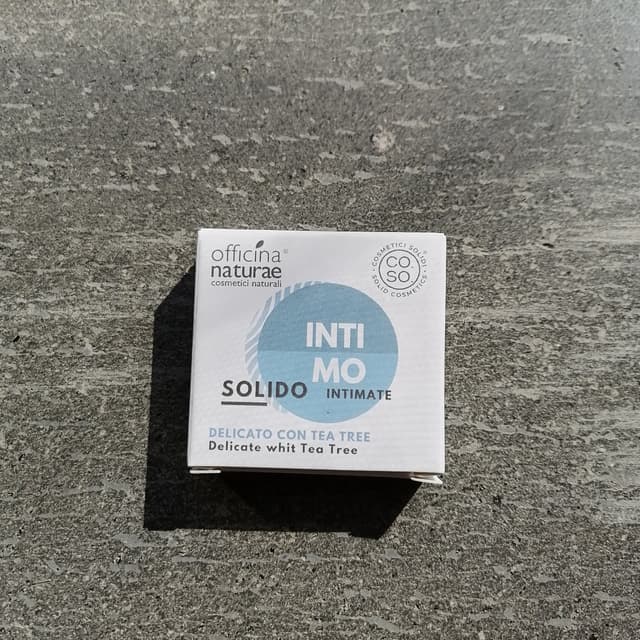 officina®
naturae
cosmetici naturali
COSMETICI SOLIDI®
CO.
SO.
SOLID COSMETICS
INTI
MO
SOLIDO INTIMATE
DELICATO CON TEA TREE
Delicate whit Tea Tree